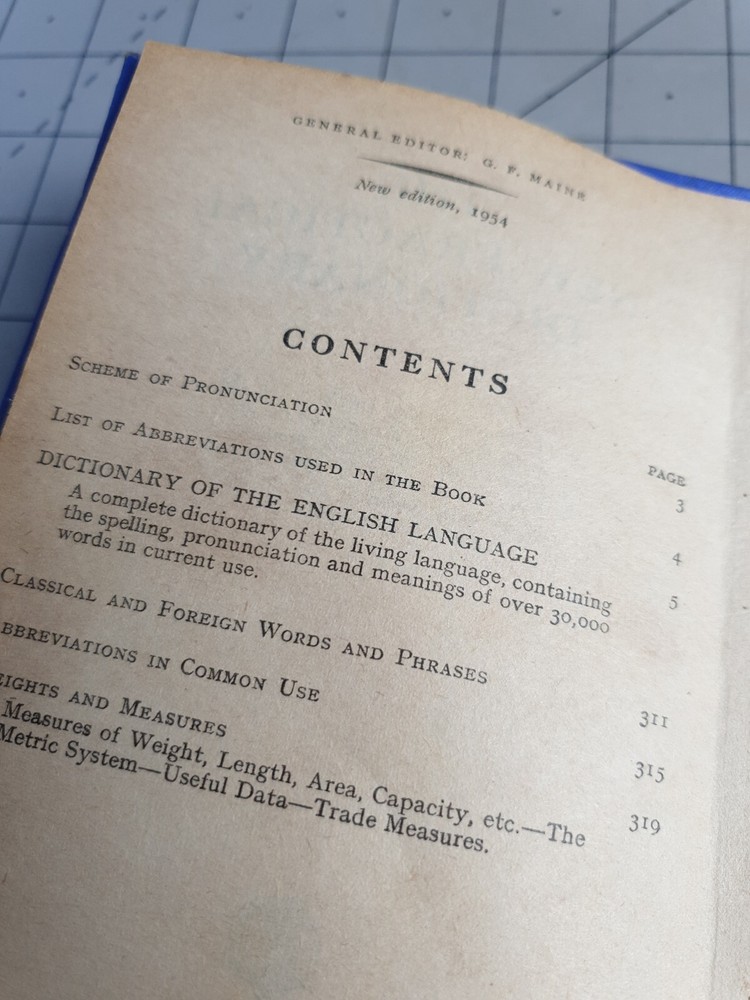 GENERAL EDITOR: G. F. MAINE
New edition, 1954
CONTENTS
PAGE
SCHEME OF PRONUNCIATION 3
LIST OF ABBREVIATIONS USED IN THE BOOK 4
DICTIONARY OF THE ENGLISH LANGUAGE 5
A complete dictionary of the living language, containing
the spelling, pronunciation and meanings of over 30,000
words in current use.
CLASSICAL AND FOREIGN WORDS AND PHRASES 311
BBREVIATIONS IN COMMON USE 315
EIGHTS AND MEASURES 319
Measures of Weight, Length, Area, Capacity, etc.—The
Metric System—Useful Data—Trade Measures.